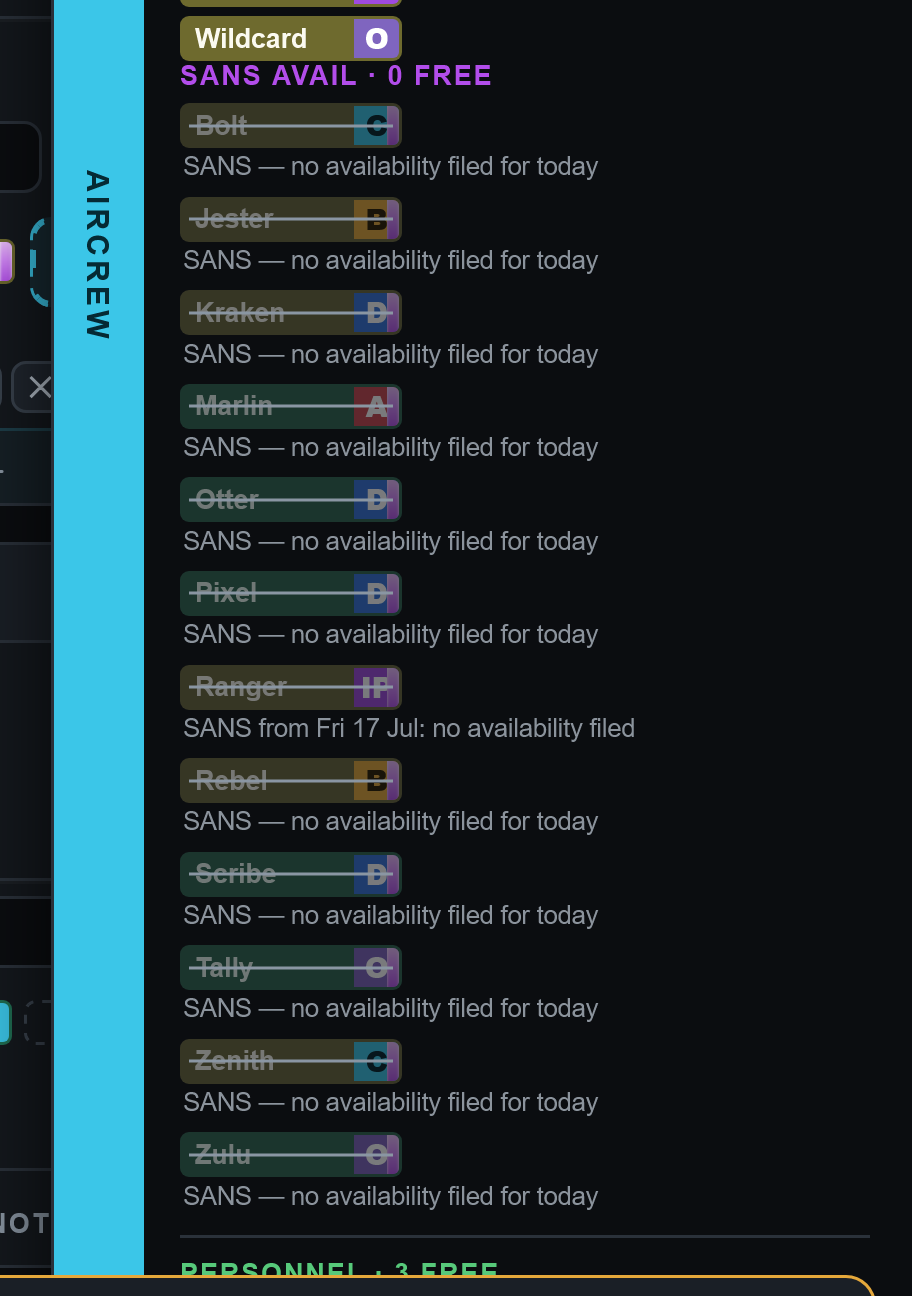 Wildcard O
SANS AVAIL · 0 FREE
Bolt C
SANS — no availability filed for today
Jester B
SANS — no availability filed for today
Kraken D
SANS — no availability filed for today
Marlin A
SANS — no availability filed for today
Otter D
SANS — no availability filed for today
Pixel D
SANS — no availability filed for today
Ranger IP
SANS from Fri 17 Jul: no availability filed
Rebel B
SANS — no availability filed for today
Scribe D
SANS — no availability filed for today
Tally O
SANS — no availability filed for today
Zenith C
SANS — no availability filed for today
Zulu O
SANS — no availability filed for today
PERSONNEL · 3 FREE
AIRCREW
NOT